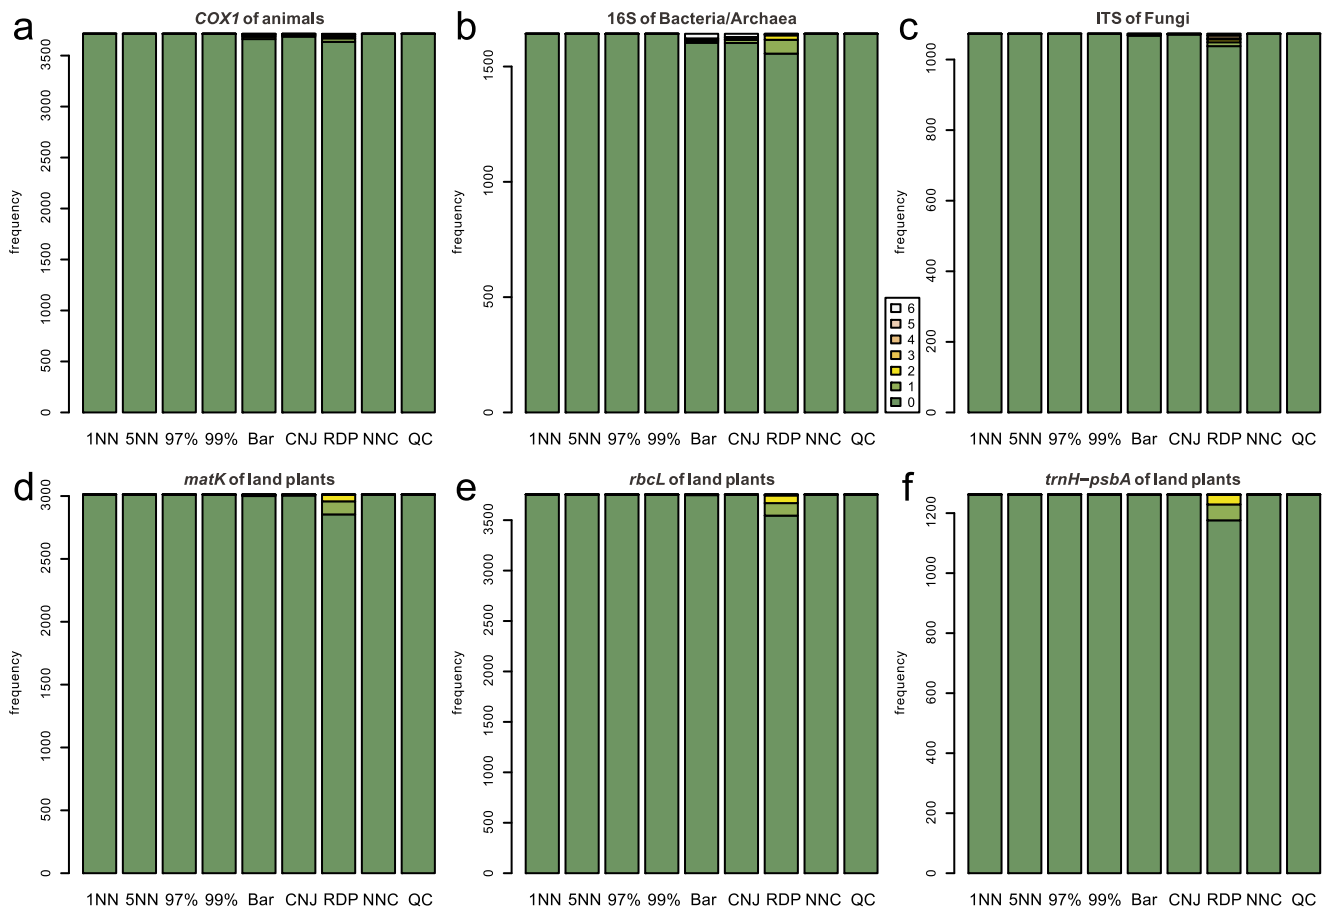 a
COX1 of animals
frequency
3500
3000
2500
2000
1500
1000
500
0
1NN 5NN 97% 99% Bar CNJ RDP NNC QC
b
16S of Bacteria/Archaea
frequency
1500
1000
500
0
1NN 5NN 97% 99% Bar CNJ RDP NNC QC
6
5
4
3
2
1
0
c
ITS of Fungi
frequency
1000
800
600
400
200
0
1NN 5NN 97% 99% Bar CNJ RDP NNC QC
d
matK of land plants
frequency
3000
2500
2000
1500
1000
500
0
1NN 5NN 97% 99% Bar CNJ RDP NNC QC
e
rbcL of land plants
frequency
3500
3000
2500
2000
1500
1000
500
0
1NN 5NN 97% 99% Bar CNJ RDP NNC QC
f
trnH−psbA of land plants
frequency
1200
1000
800
600
400
200
0
1NN 5NN 97% 99% Bar CNJ RDP NNC QC